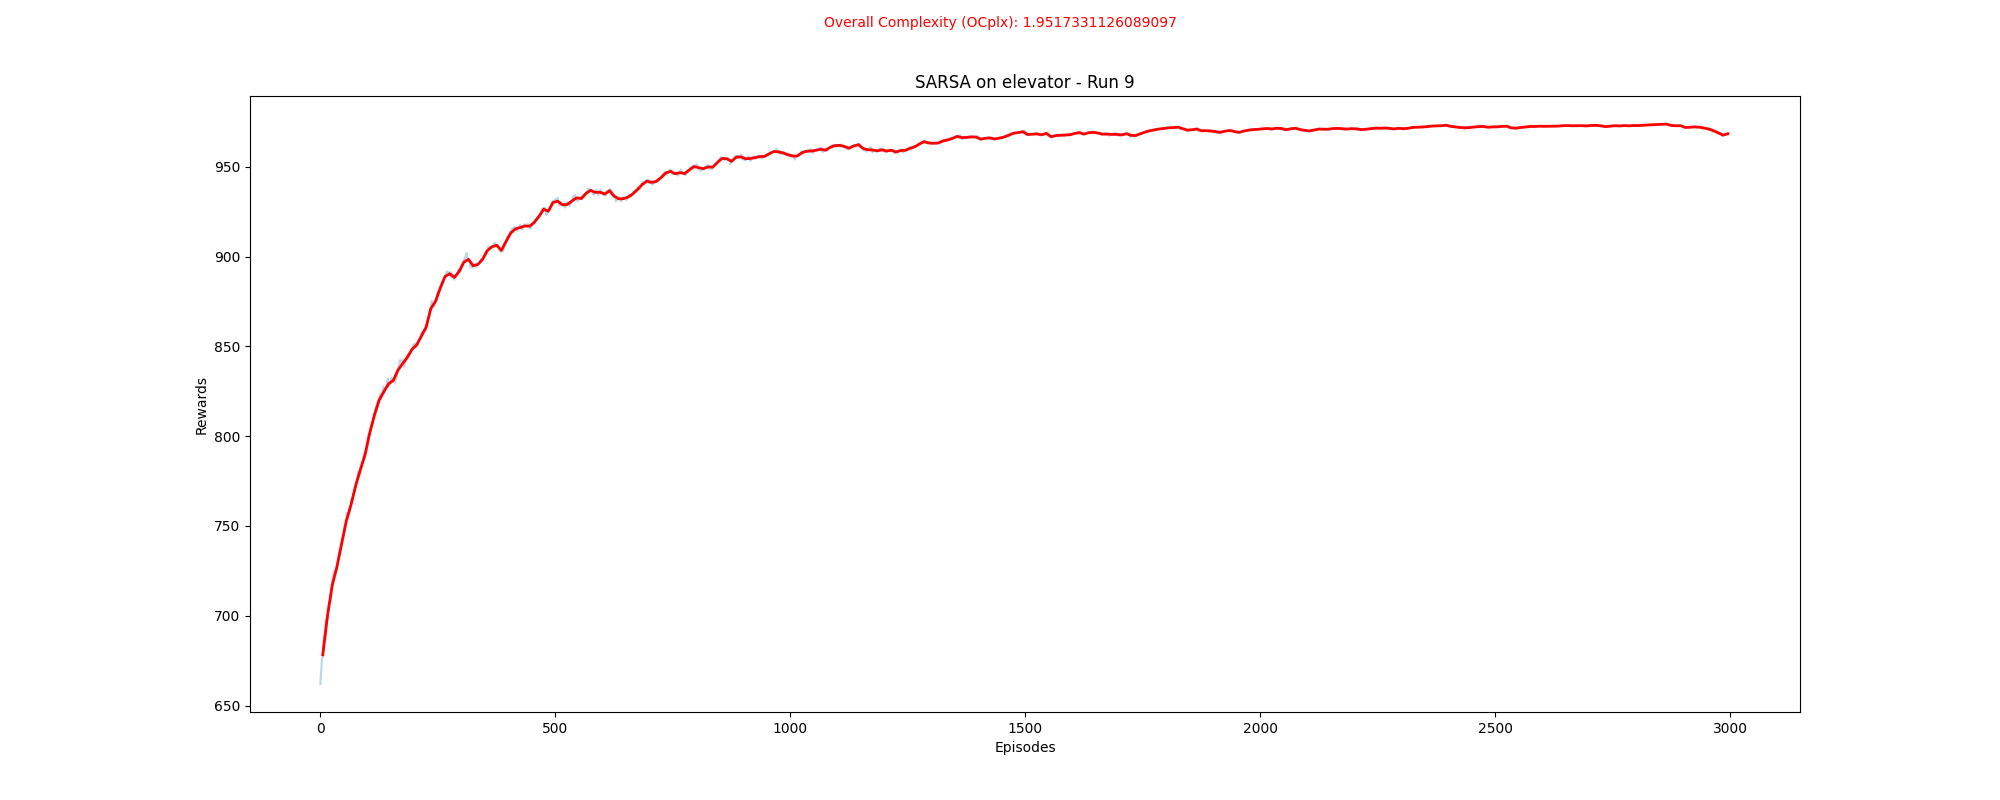 Overall Complexity (OCplx): 1.9517331126089097
SARSA on elevator - Run 9
950
900
850
800
750
700
650
Rewards
0 500 1000 1500 2000 2500 3000
Episodes